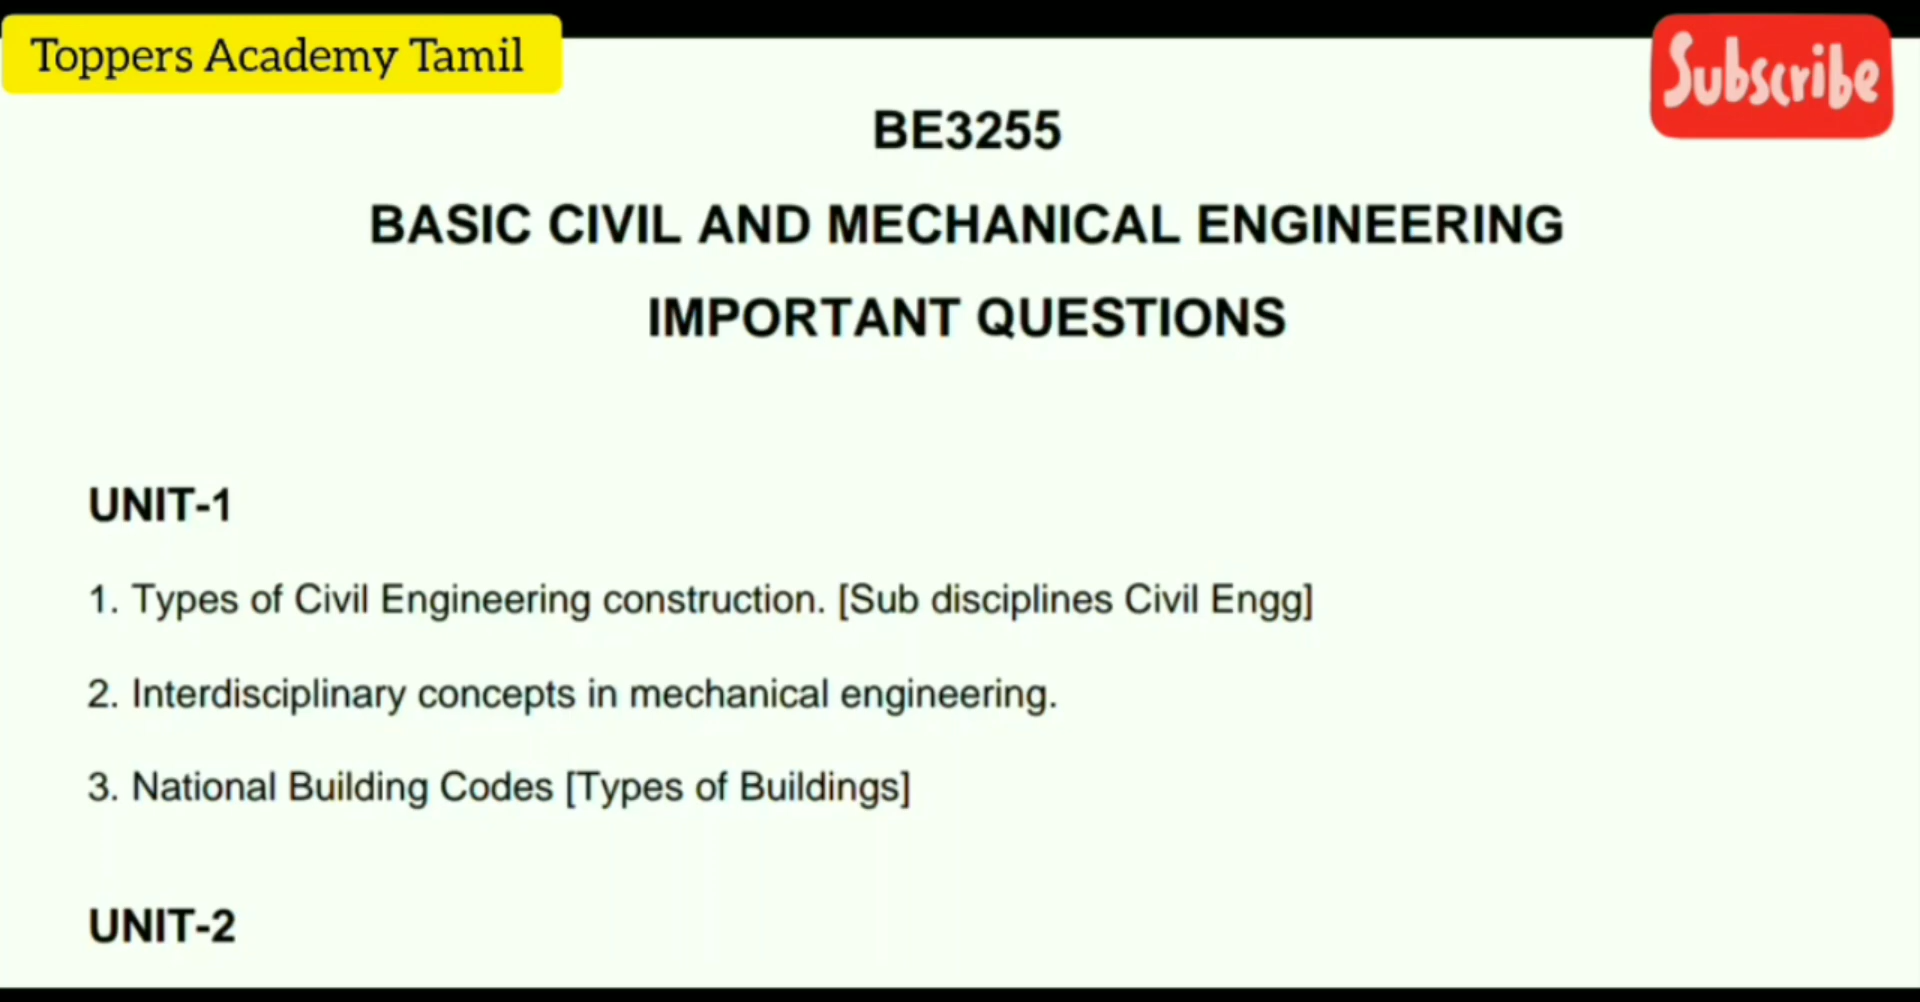 Toppers Academy Tamil
Subscribe
BE3255
BASIC CIVIL AND MECHANICAL ENGINEERING
IMPORTANT QUESTIONS
UNIT-1
1. Types of Civil Engineering construction. [Sub disciplines Civil Engg]
2. Interdisciplinary concepts in mechanical engineering.
3. National Building Codes [Types of Buildings]
UNIT-2